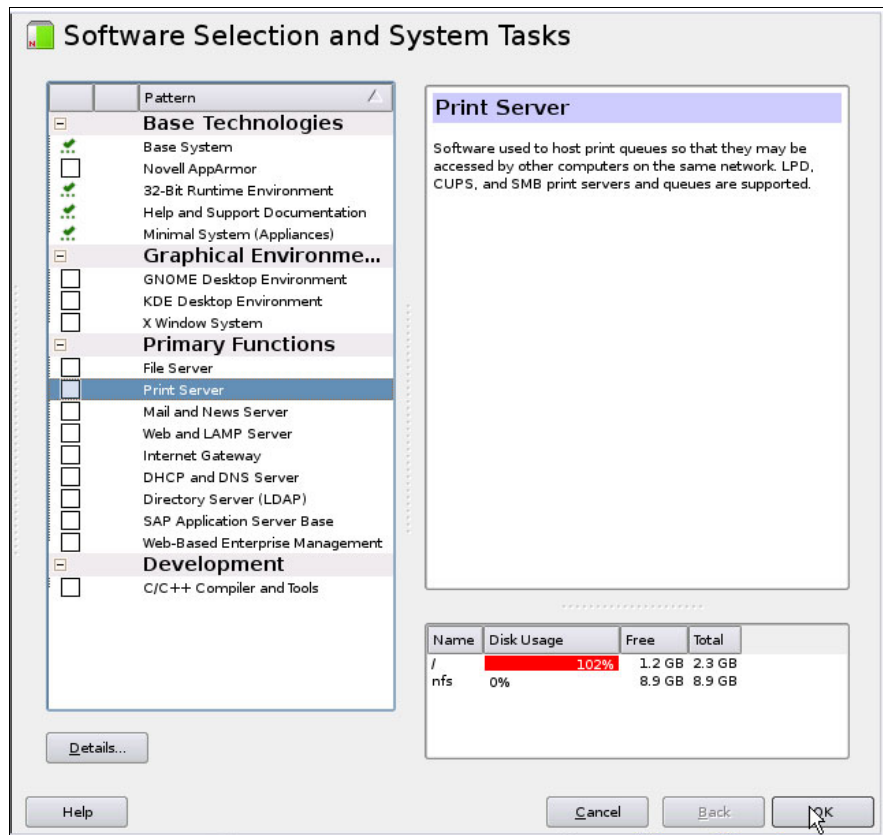 Software Selection and System Tasks
Pattern
Base Technologies
Base System
Novell AppArmor
32-Bit Runtime Environment
Help and Support Documentation
Minimal System (Appliances)
Graphical Environme...
GNOME Desktop Environment
KDE Desktop Environment
X Window System
Primary Functions
File Server
Print Server
Mail and News Server
Web and LAMP Server
Internet Gateway
DHCP and DNS Server
Directory Server (LDAP)
SAP Application Server Base
Web-Based Enterprise Management
Development
C/C++ Compiler and Tools
Details...
Print Server
Software used to host print queues so that they may be
accessed by other computers on the same network. LPD,
CUPS, and SMB print servers and queues are supported.
Name Disk Usage Free Total
/ 102% 1.2 GB 2.3 GB
nfs 0% 8.9 GB 8.9 GB
Help Cancel Back OK